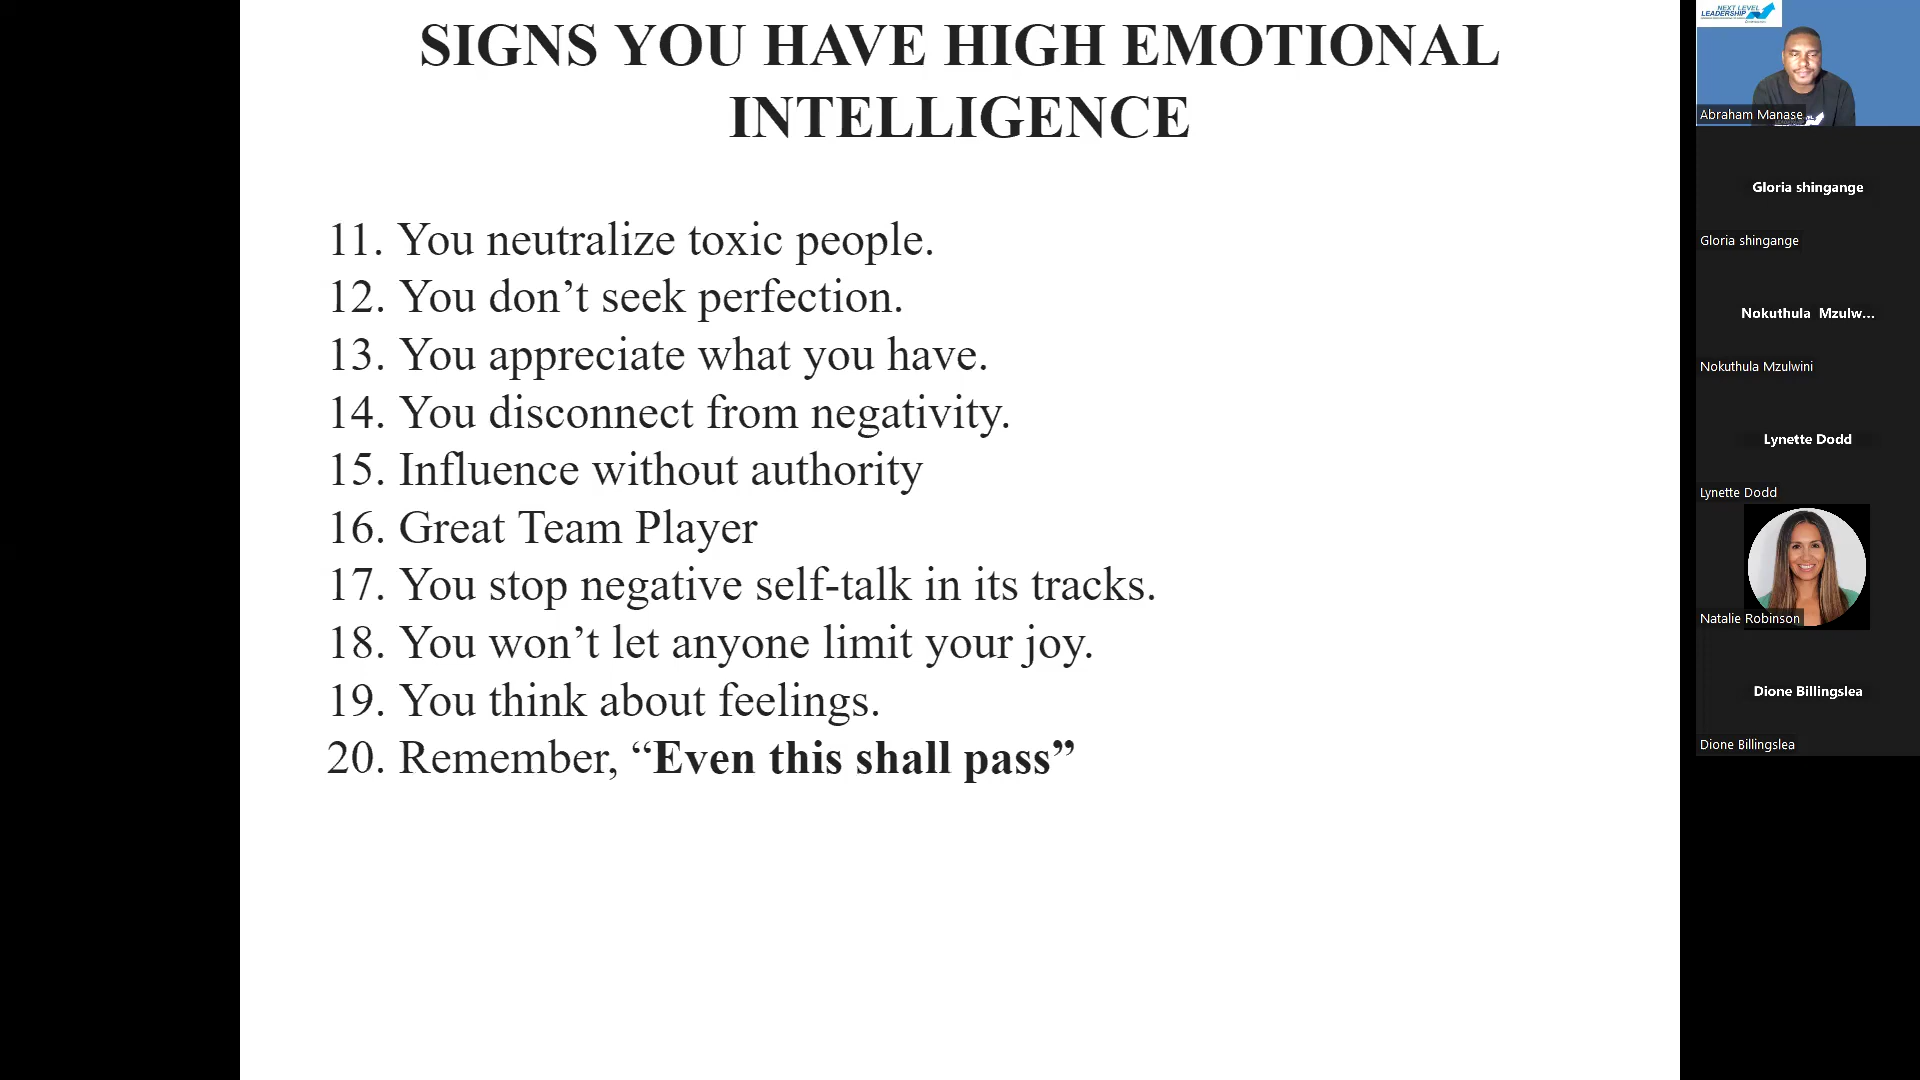 SIGNS YOU HAVE HIGH EMOTIONAL
INTELLIGENCE
11. You neutralize toxic people.
12. You don’t seek perfection.
13. You appreciate what you have.
14. You disconnect from negativity.
15. Influence without authority
16. Great Team Player
17. You stop negative self-talk in its tracks.
18. You won’t let anyone limit your joy.
19. You think about feelings.
20. Remember, “Even this shall pass”
NEXT LEVEL
LEADERSHIP
Abraham Manase
Gloria shingange
Gloria shingange
Nokuthula Mzulw...
Nokuthula Mzulwini
Lynette Dodd
Lynette Dodd
Natalie Robinson
Dione Billingslea
Dione Billingslea